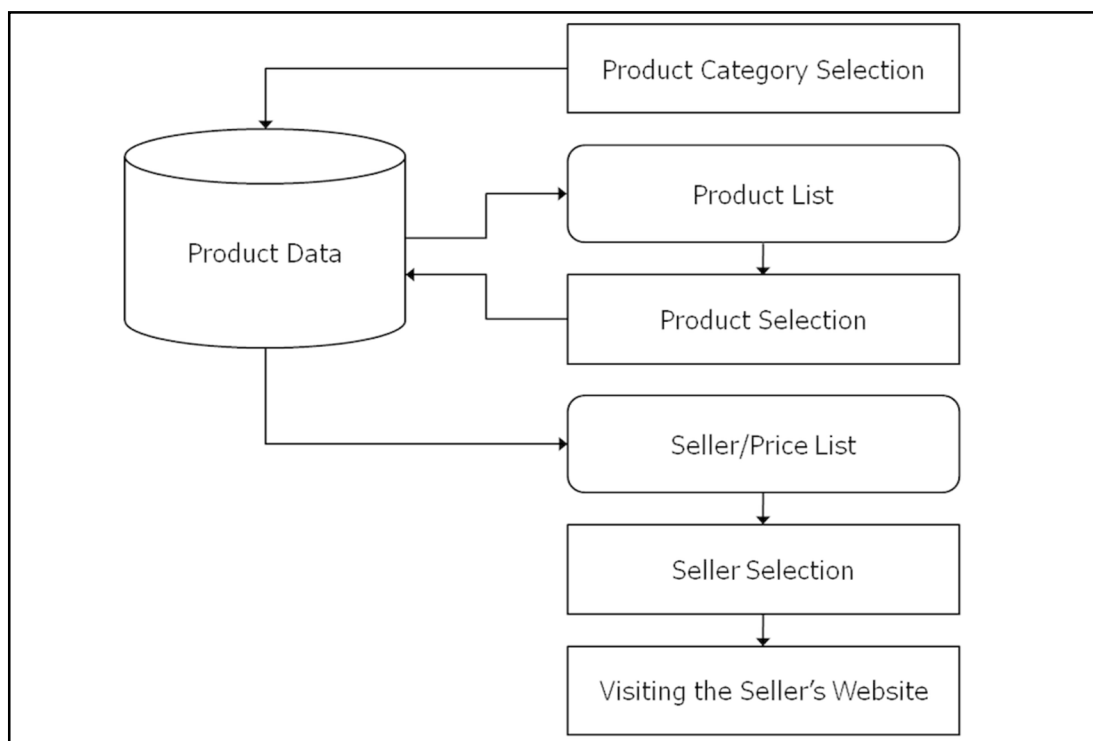 Product Category Selection
Product List
Product Data
Product Selection
Seller/Price List
Seller Selection
Visiting the Seller’s Website